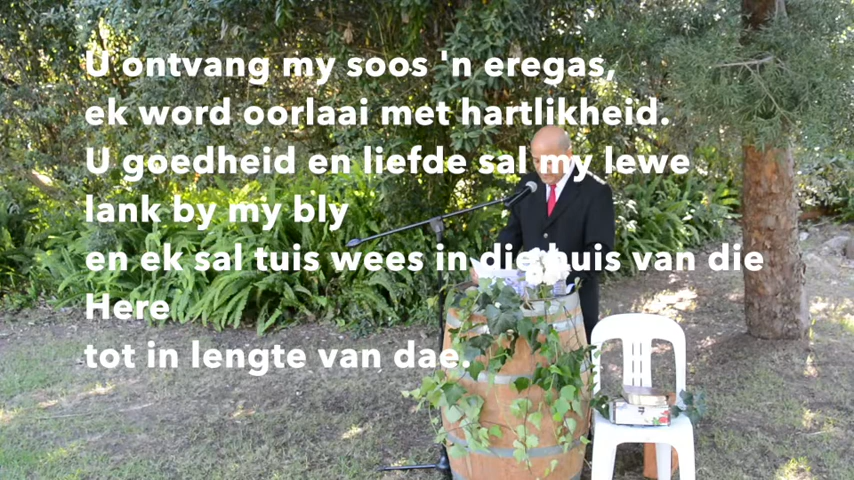 U ontvang my soos 'n eregas,
ek word oorlaai met hartlikheid.
U goedheid en liefde sal my lewe
lank by my bly
en ek sal tuis wees in die huis van die
Here
tot in lengte van dae.